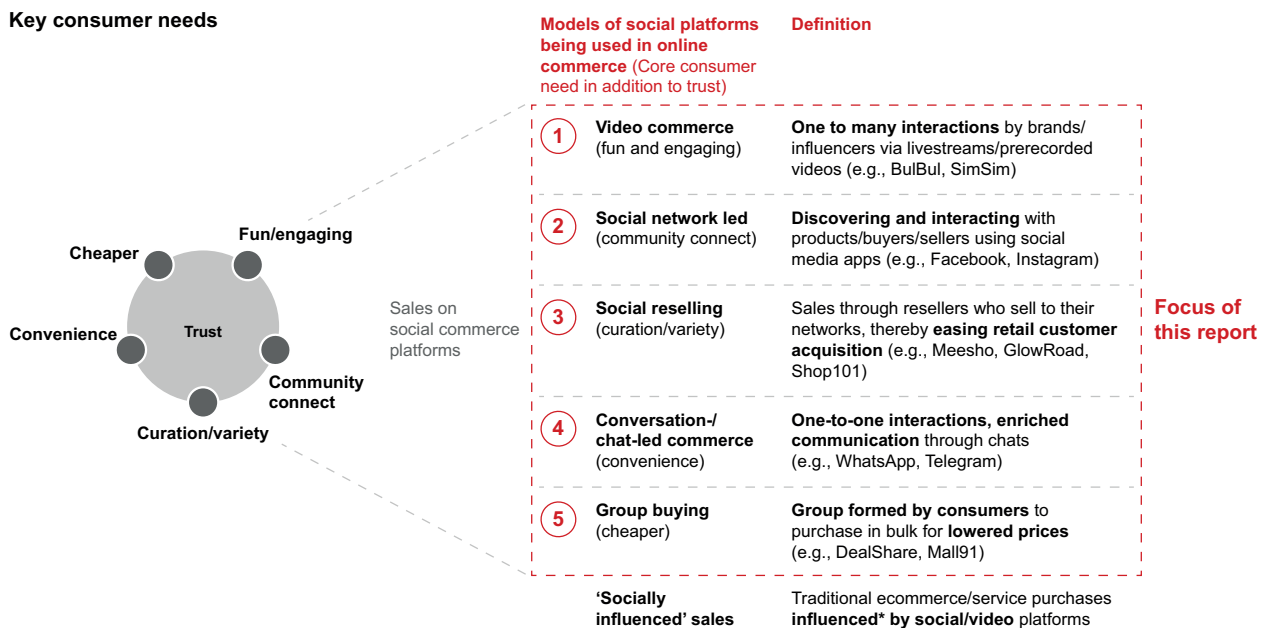 Key consumer needs
Models of social platforms
being used in online
commerce (Core consumer
need in addition to trust)
Definition
Fun/engaging
Cheaper
Convenience
Trust
Community
connect
Curation/variety
Sales on
social commerce
platforms
1
Video commerce
(fun and engaging)
One to many interactions by brands/
influencers via livestreams/prerecorded
videos (e.g., BulBul, SimSim)
2
Social network led
(community connect)
Discovering and interacting with
products/buyers/sellers using social
media apps (e.g., Facebook, Instagram)
3
Social reselling
(curation/variety)
Sales through resellers who sell to their
networks, thereby easing retail customer
acquisition (e.g., Meesho, GlowRoad,
Shop101)
4
Conversation-/
chat-led commerce
(convenience)
One-to-one interactions, enriched
communication through chats
(e.g., WhatsApp, Telegram)
5
Group buying
(cheaper)
Group formed by consumers to
purchase in bulk for lowered prices
(e.g., DealShare, Mall91)
Focus of
this report
‘Socially
influenced’ sales
Traditional ecommerce/service purchases
influenced* by social/video platforms